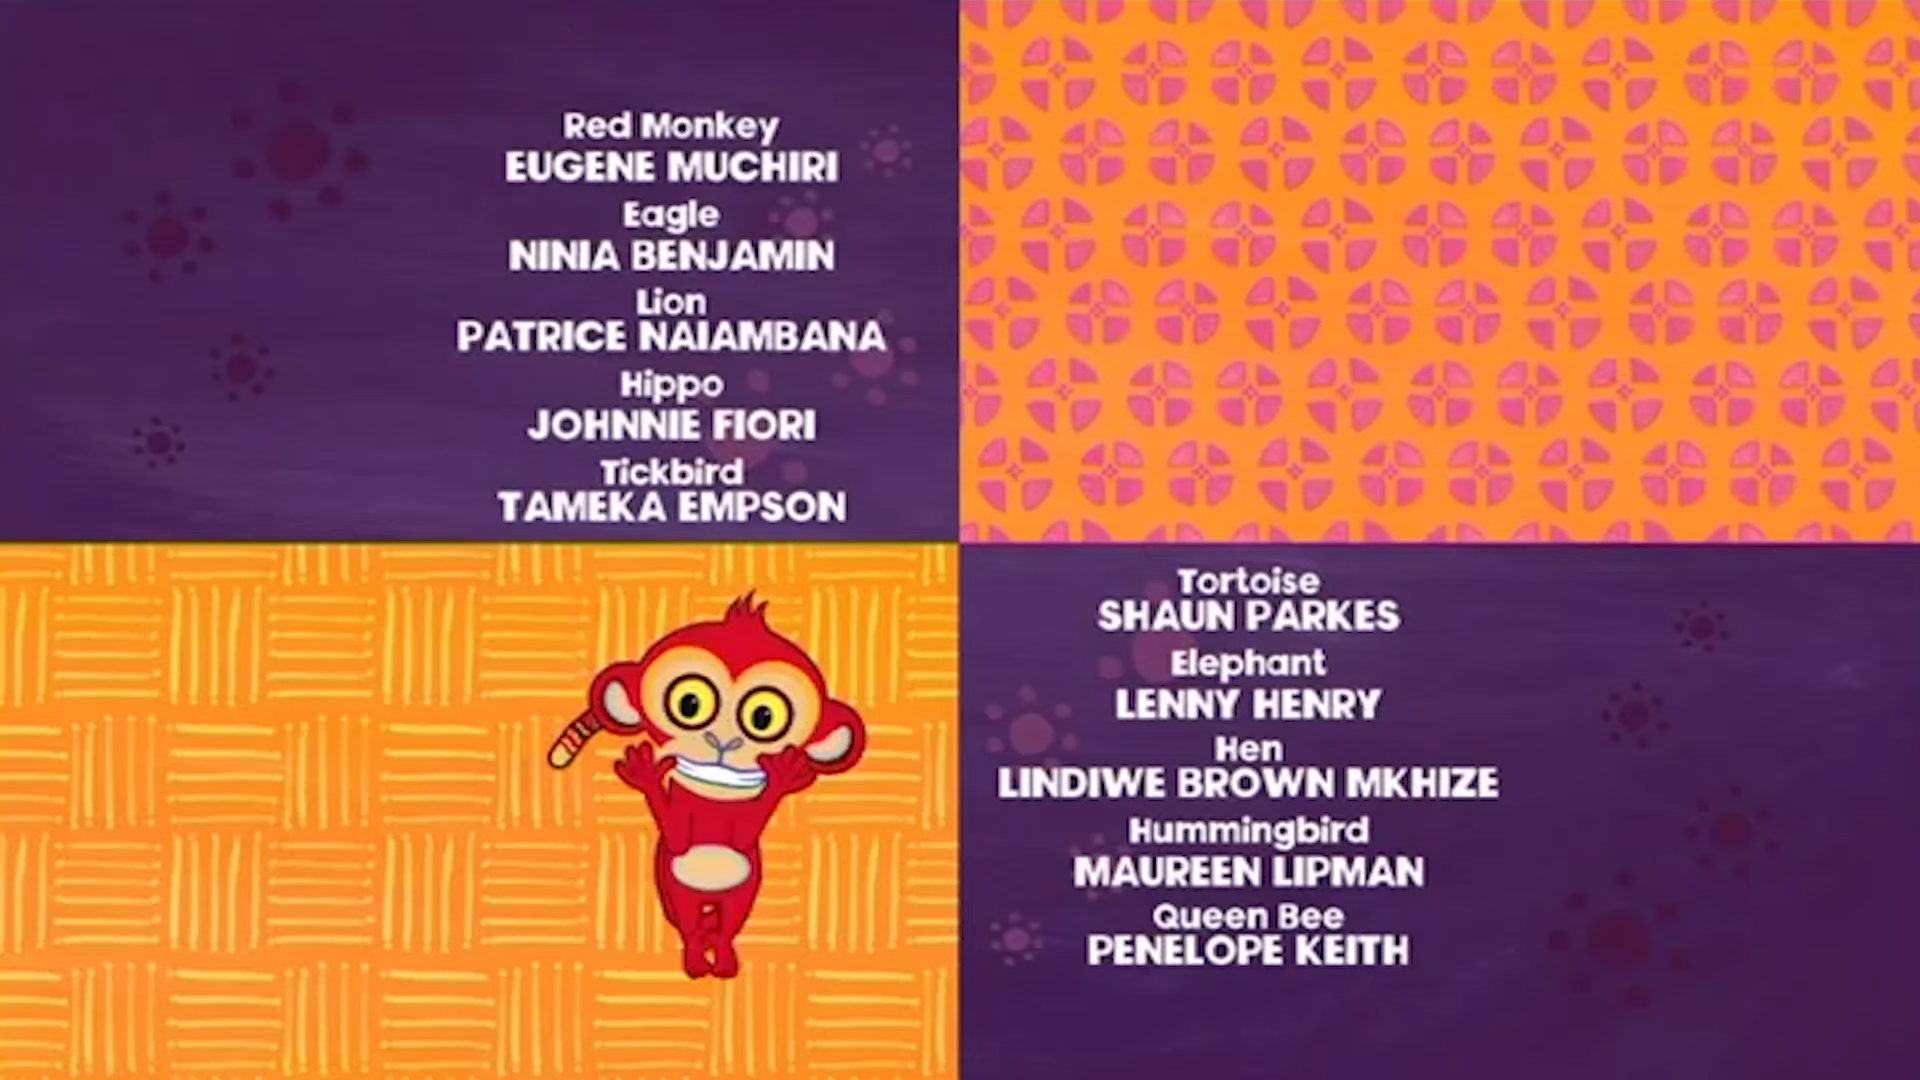 Red Monkey
EUGENE MUCHIRI
Eagle
NINIA BENJAMIN
Lion
PATRICE NAIAMBANA
Hippo
JOHNNIE FIORI
Tickbird
TAMEKA EMPSON
Tortoise
SHAUN PARKES
Elephant
LENNY HENRY
Hen
LINDIWE BROWN MKHIZE
Hummingbird
MAUREEN LIPMAN
Queen Bee
PENELOPE KEITH